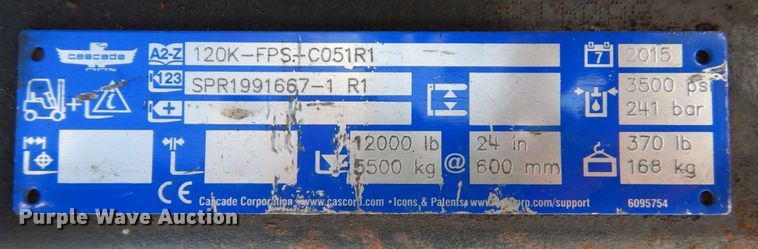 cascade
A2-Z 120K-FPS-C051R1
7 2015
123 SPR1991667-1 R1
3500 psi
241 bar
12000 lb
5500 kg @
24 in
600 mm
370 lb
168 kg
CE Cascade Corporation • www.cascorp.com • Icons & Patents, www.cascorp.com/support 6095754
Purple Wave Auction